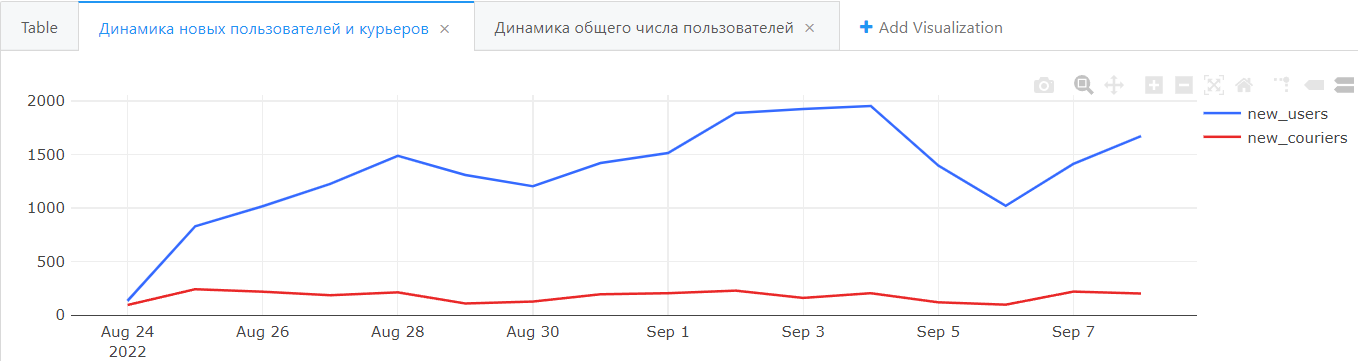 Table
Динамика новых пользователей и курьеров ×
Динамика общего числа пользователей ×
+ Add Visualization
2000
1500
1000
500
0
new_users
new_couriers
Aug 24
2022
Aug 26
Aug 28
Aug 30
Sep 1
Sep 3
Sep 5
Sep 7